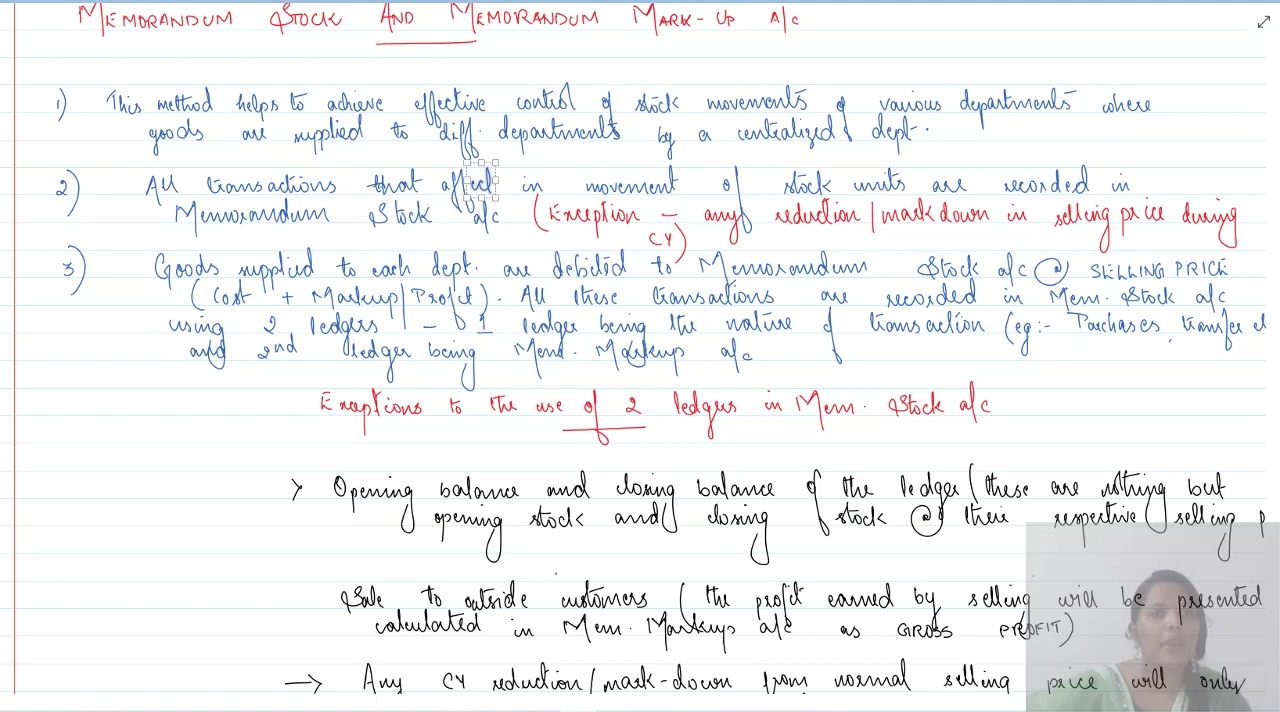 MEMORANDUM STOCK AND MEMORANDUM MARK-UP A/c
1) This method helps to achieve effective control of stock movements of various departments where
goods are supplied to diff. departments by a centralized dept.
2) All transactions that affect in movement of stock units are recorded in
Memorandum Stock a/c (Exception - any reduction/markdown in selling price during
CY)
3) Goods supplied to each dept. are debited to Memorandum Stock a/c @ SELLING PRICE
(Cost + Markup/Profit). All these transactions are recorded in Mem. Stock a/c
using 2 ledgers - 1 ledger being the nature of transaction (eg:- Purchases, transfer
and 2nd ledger being Mem. Markups a/c
Exceptions to the use of 2 ledgers in Mem. Stock a/c
> Opening balance and closing balance of the ledger (these are nothing but
opening stock and closing stock @ their respective selling p
Sale to outside customers (the profit earned by selling will be presented
calculated in Mem. Markups a/c as GROSS PROFIT)
→ Any CY reduction/mark-down from normal selling price will only